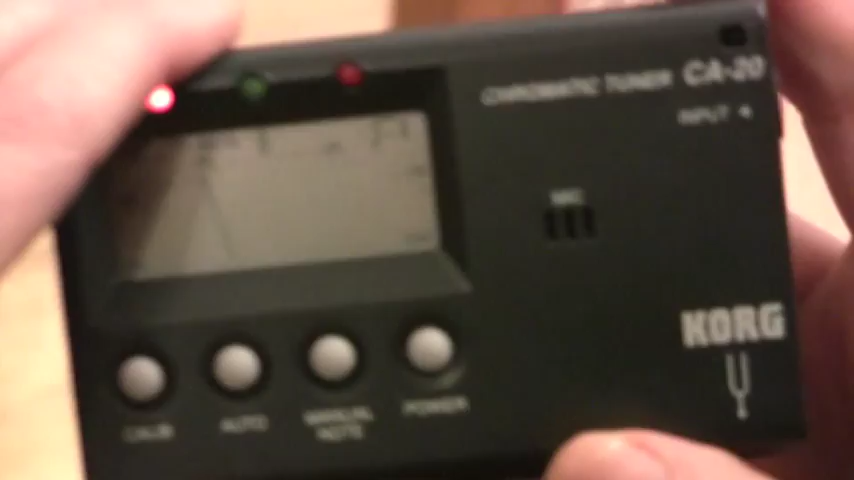 CHROMATIC TUNER CA-20
INPUT
MIC
KORG
CALIB
AUTO
MANUAL
NOTE
POWER